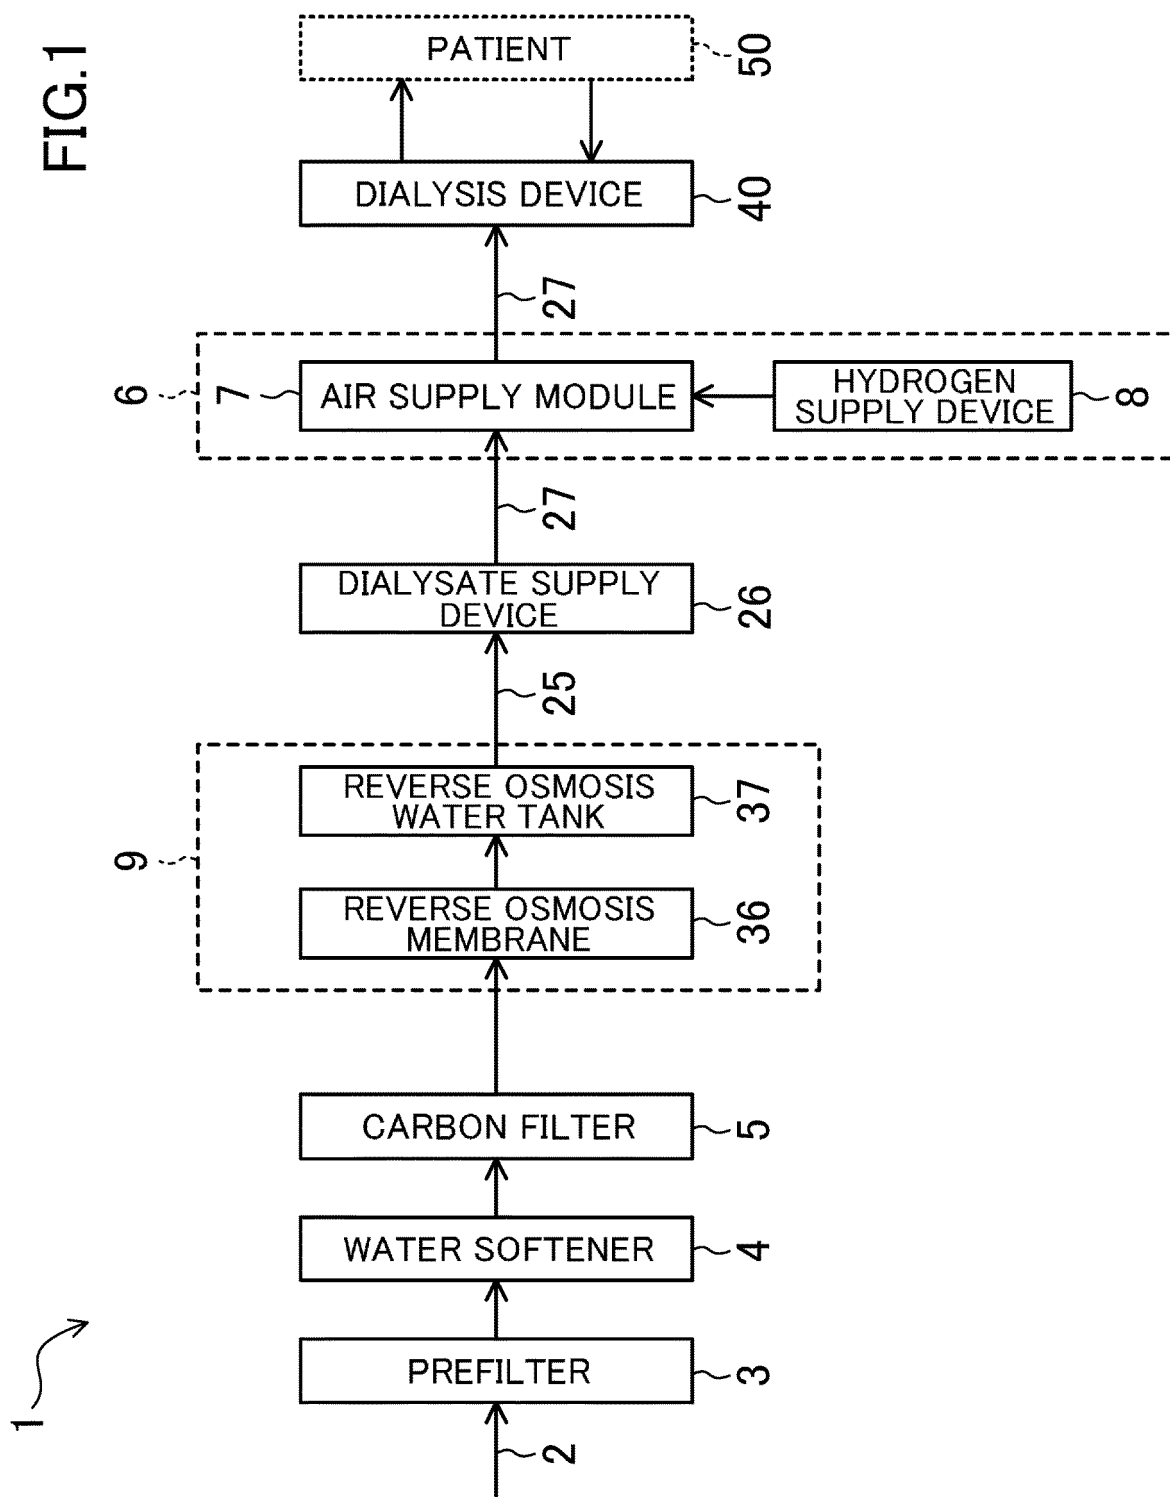 FIG.1
PATIENT
50
DIALYSIS DEVICE
40
27
6
7
AIR SUPPLY MODULE
HYDROGEN
SUPPLY DEVICE
8
27
DIALYSATE SUPPLY
DEVICE
26
25
9
REVERSE OSMOSIS
WATER TANK
37
REVERSE OSMOSIS
MEMBRANE
36
CARBON FILTER
5
WATER SOFTENER
4
1
PREFILTER
3
2